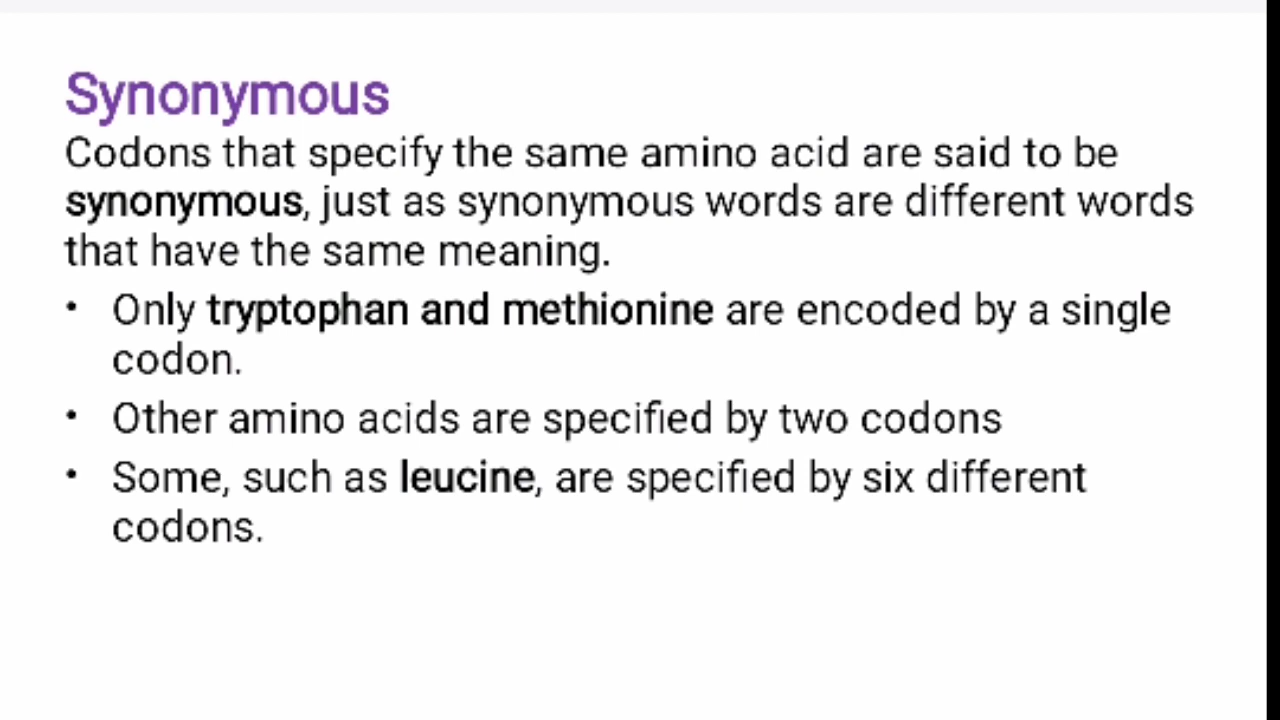 Synonymous
Codons that specify the same amino acid are said to be
synonymous, just as synonymous words are different words
that have the same meaning.
• Only tryptophan and methionine are encoded by a single
codon.
• Other amino acids are specified by two codons
• Some, such as leucine, are specified by six different
codons.